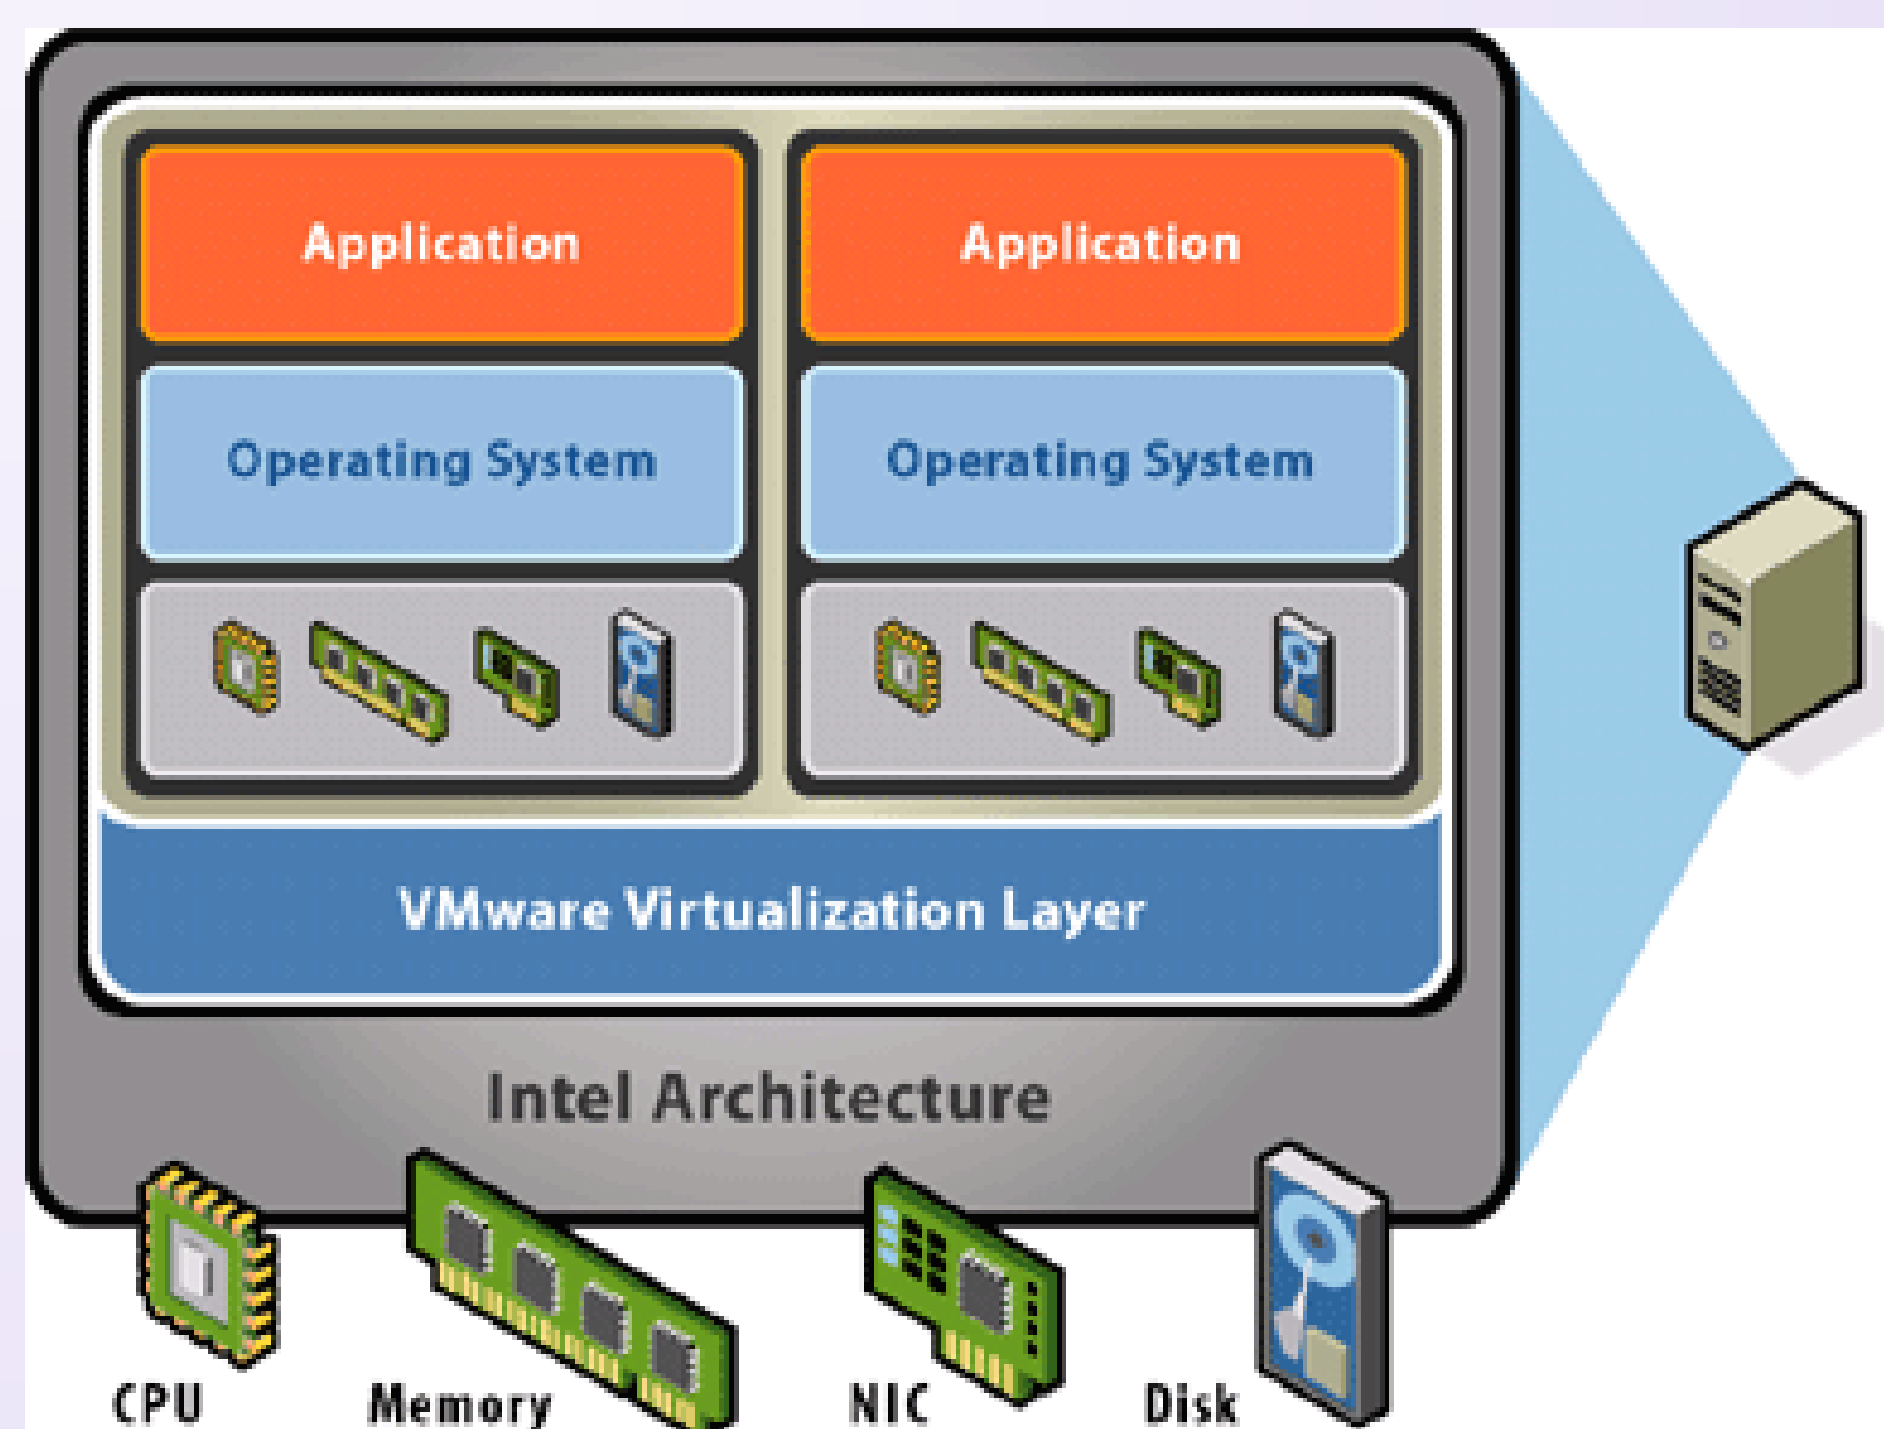 Application
Application
Operating System
Operating System
VMware Virtualization Layer
Intel Architecture
CPU
Memory
NIC
Disk